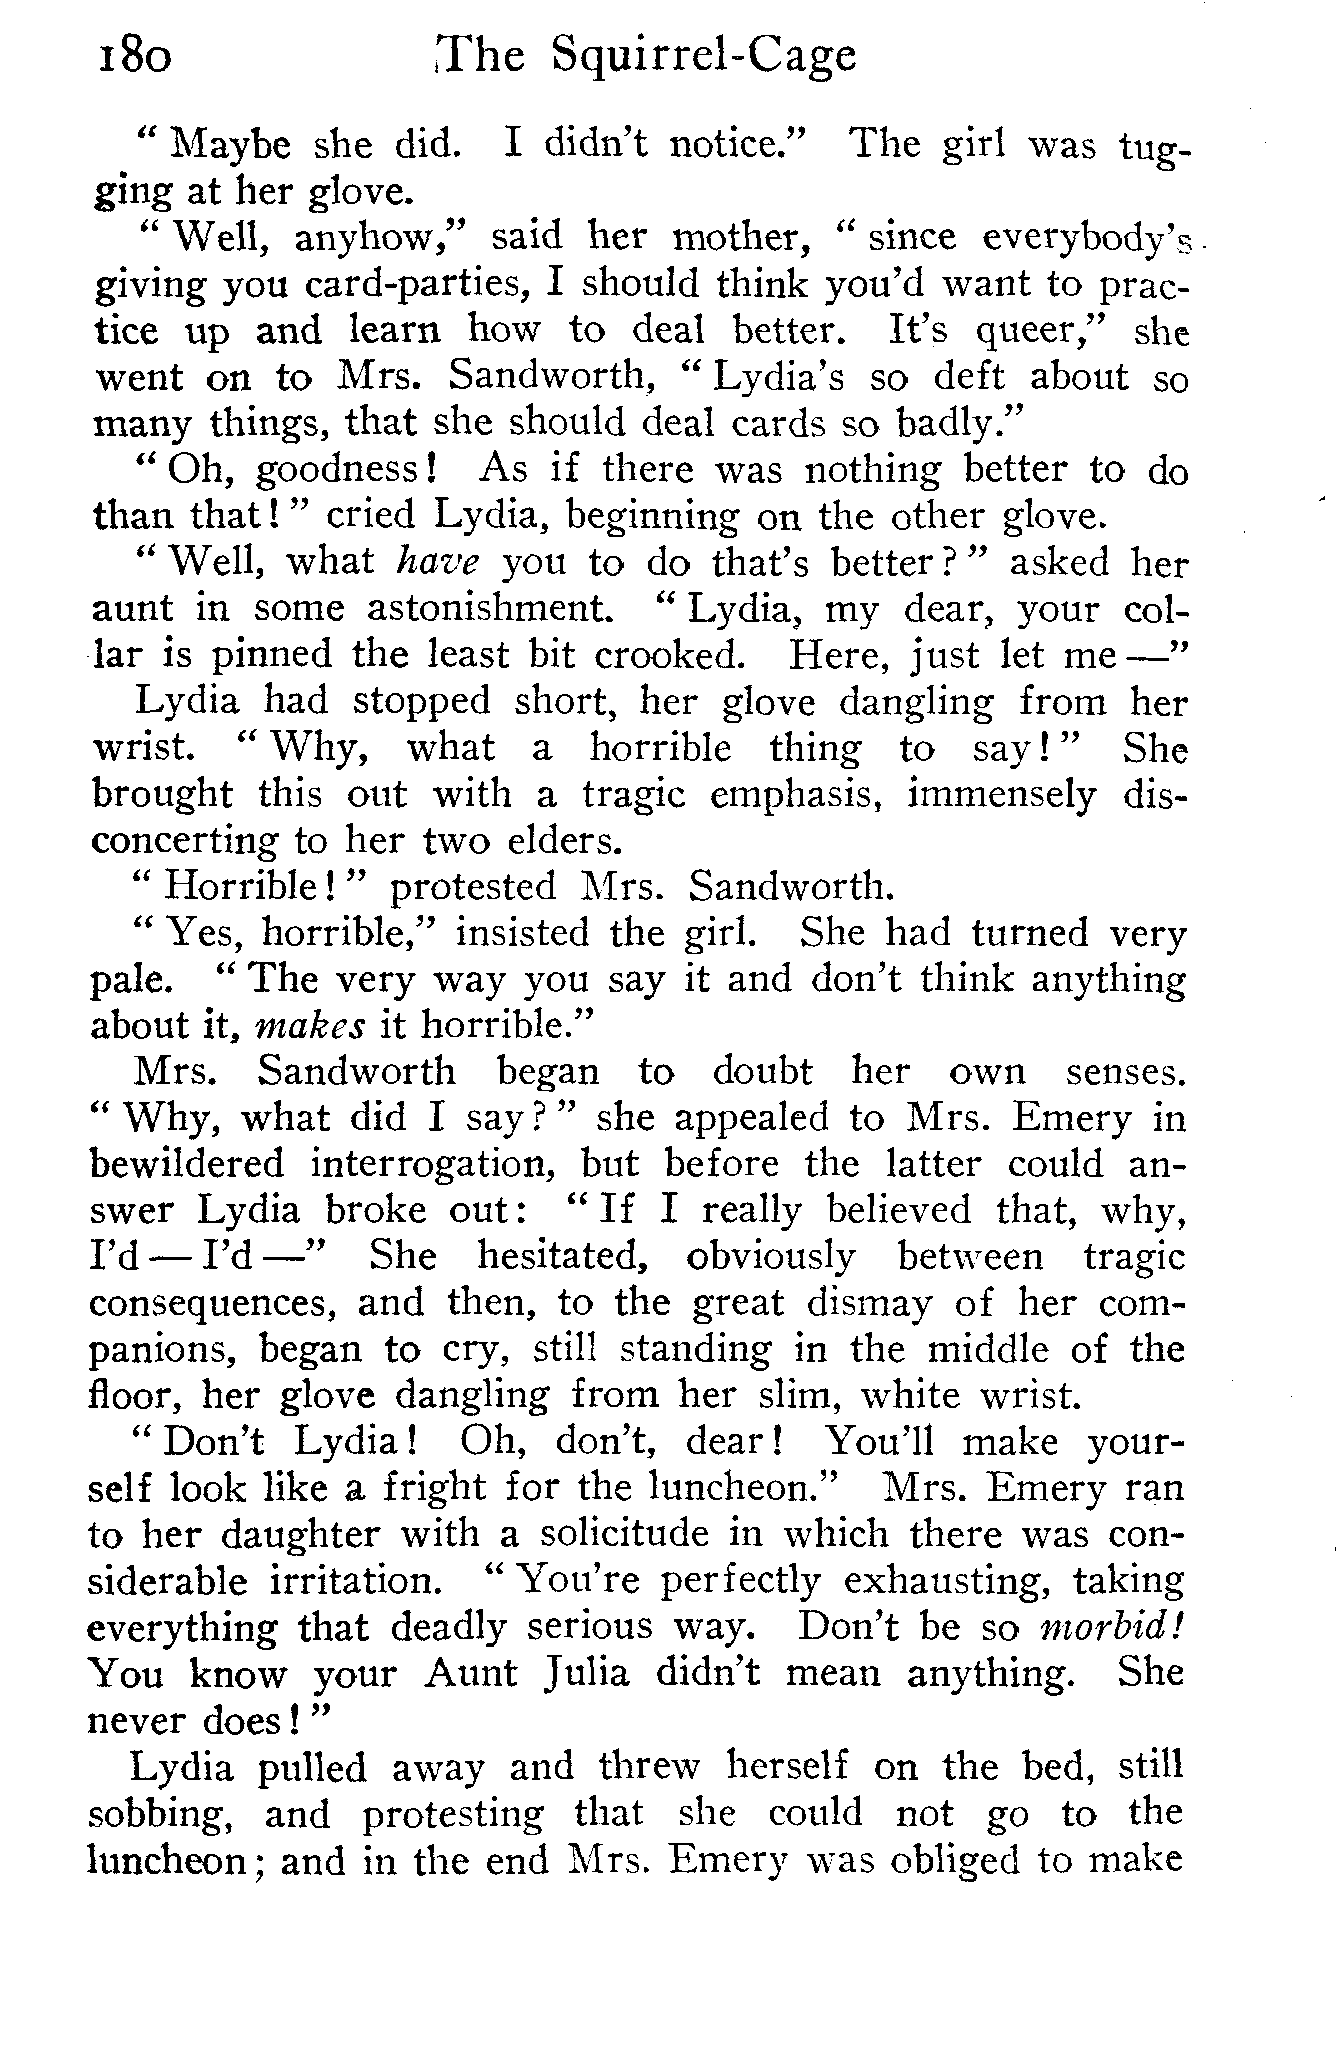 180 The Squirrel-Cage
" Maybe she did. I didn't notice." The girl was tug-
ging at her glove.
" Well, anyhow," said her mother, " since everybody's
giving you card-parties, I should think you'd want to prac-
tice up and learn how to deal better. It's queer," she
went on to Mrs. Sandworth, " Lydia's so deft about so
many things, that she should deal cards so badly."
" Oh, goodness! As if there was nothing better to do
than that! " cried Lydia, beginning on the other glove.
" Well, what have you to do that's better? " asked her
aunt in some astonishment. " Lydia, my dear, your col-
lar is pinned the least bit crooked. Here, just let me —"
Lydia had stopped short, her glove dangling from her
wrist. " Why, what a horrible thing to say! " She
brought this out with a tragic emphasis, immensely dis-
concerting to her two elders.
" Horrible! " protested Mrs. Sandworth.
" Yes, horrible," insisted the girl. She had turned very
pale. " The very way you say it and don't think anything
about it, makes it horrible."
Mrs. Sandworth began to doubt her own senses.
" Why, what did I say? " she appealed to Mrs. Emery in
bewildered interrogation, but before the latter could an-
swer Lydia broke out: " If I really believed that, why,
I'd — I'd —" She hesitated, obviously between tragic
consequences, and then, to the great dismay of her com-
panions, began to cry, still standing in the middle of the
floor, her glove dangling from her slim, white wrist.
" Don't Lydia! Oh, don't, dear! You'll make your-
self look like a fright for the luncheon." Mrs. Emery ran
to her daughter with a solicitude in which there was con-
siderable irritation. " You're perfectly exhausting, taking
everything that deadly serious way. Don't be so morbid!
You know your Aunt Julia didn't mean anything. She
never does! "
Lydia pulled away and threw herself on the bed, still
sobbing, and protesting that she could not go to the
luncheon; and in the end Mrs. Emery was obliged to make